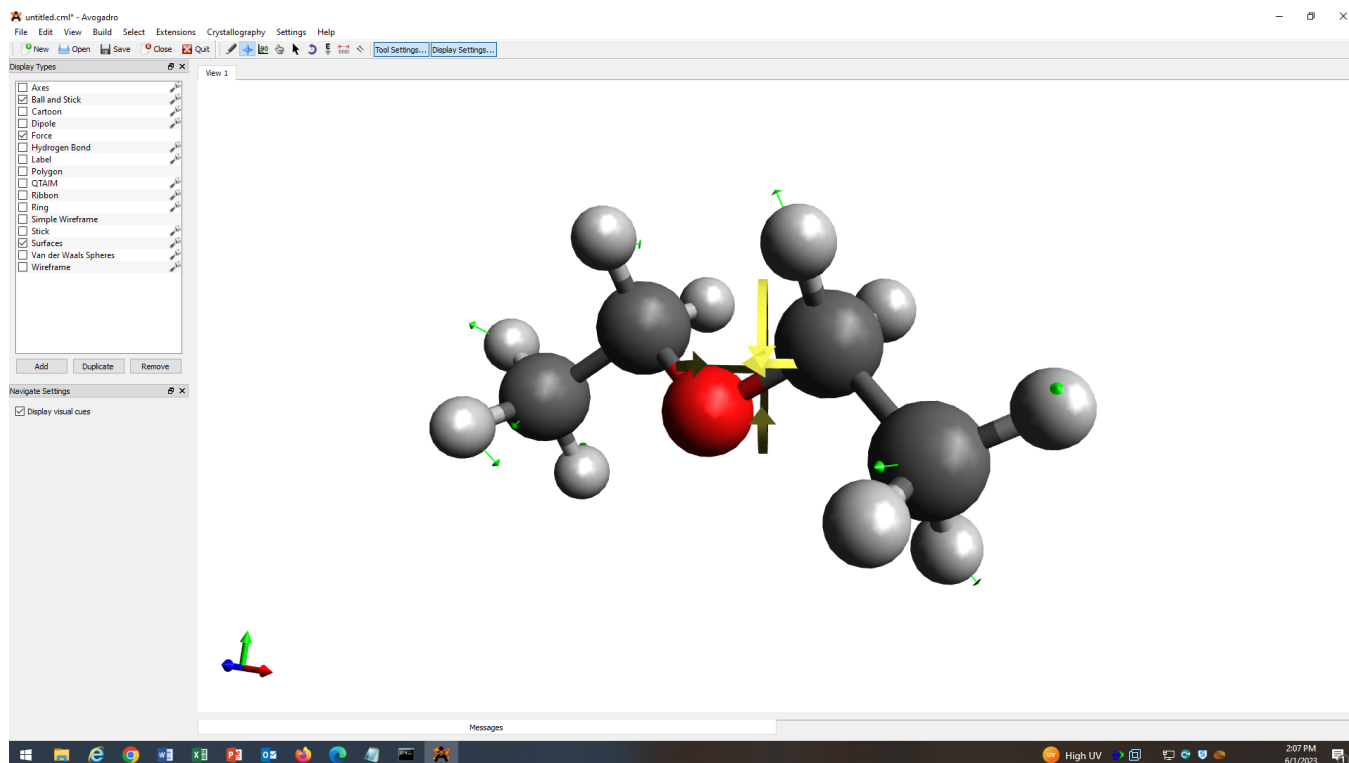 untitled.cml* - Avogadro
File Edit View Build Select Extensions Crystallography Settings Help
New Open Save Close Quit Tool Settings... Display Settings...
Display Types
View 1
Axes
Ball and Stick
Cartoon
Dipole
Force
Hydrogen Bond
Label
Polygon
QTAIM
Ribbon
Ring
Simple Wireframe
Stick
Surfaces
Van der Waals Spheres
Wireframe
Add Duplicate Remove
Navigate Settings
Display visual cues
Messages
High UV
2:07 PM
6/1/2023